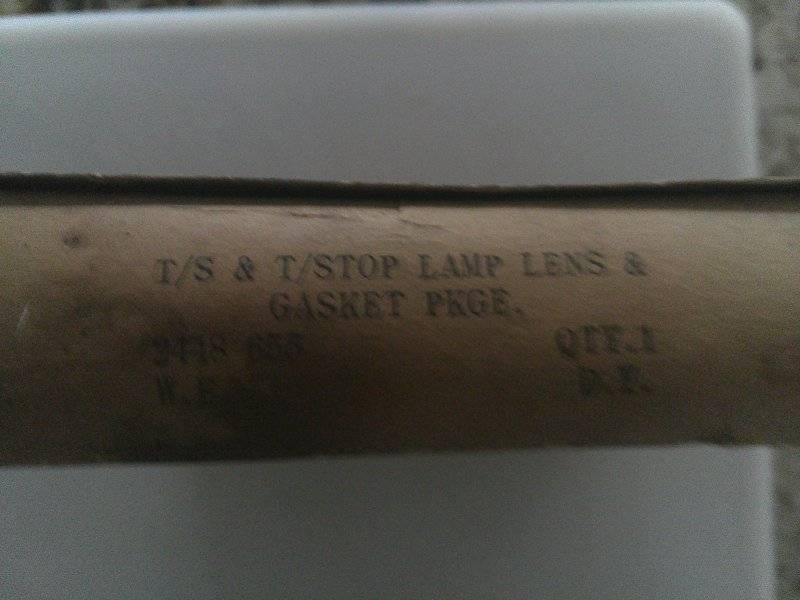 T/S & T/STOP LAMP LENS &
GASKET PKGE.
QTY.1
W.E
D.Y.